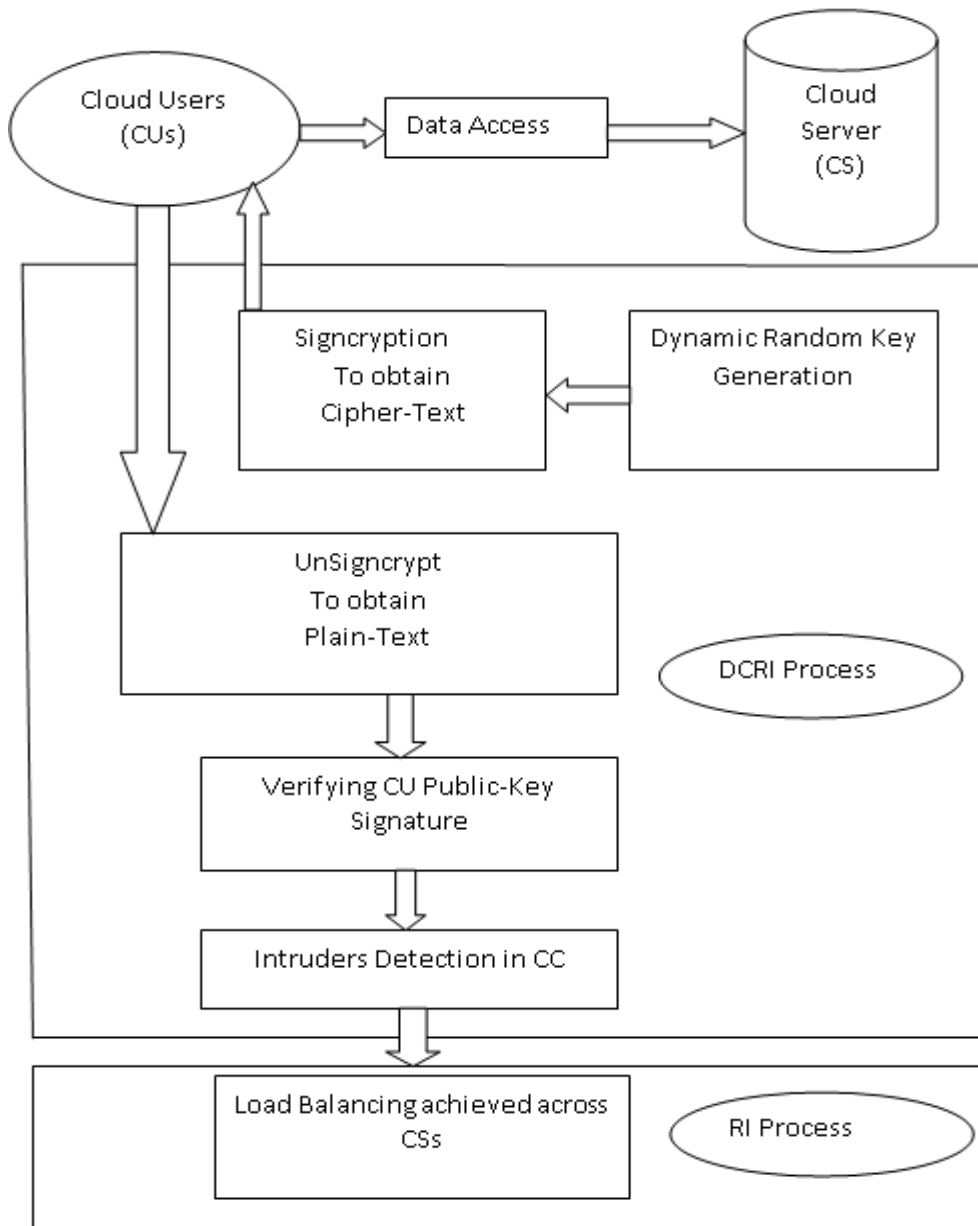 Cloud Users
(CUs)
Data Access
Cloud
Server
(CS)
Signcryption
To obtain
Cipher-Text
Dynamic Random Key
Generation
UnSigncrypt
To obtain
Plain-Text
DCRI Process
Verifying CU Public-Key
Signature
Intruders Detection in CC
Load Balancing achieved across
CSs
RI Process